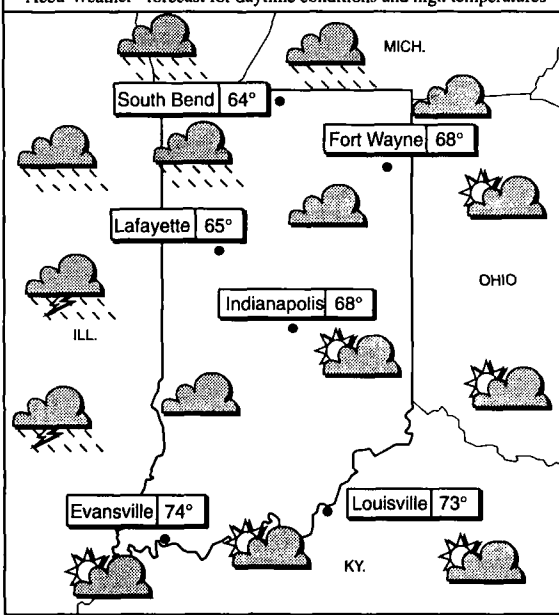 Accu-Weather® forecast for daytime conditions and high temperatures
MICH.
South Bend 64°
Fort Wayne 68°
Lafayette 65°
OHIO
Indianapolis 68°
ILL.
Evansville 74°
Louisville 73°
KY.